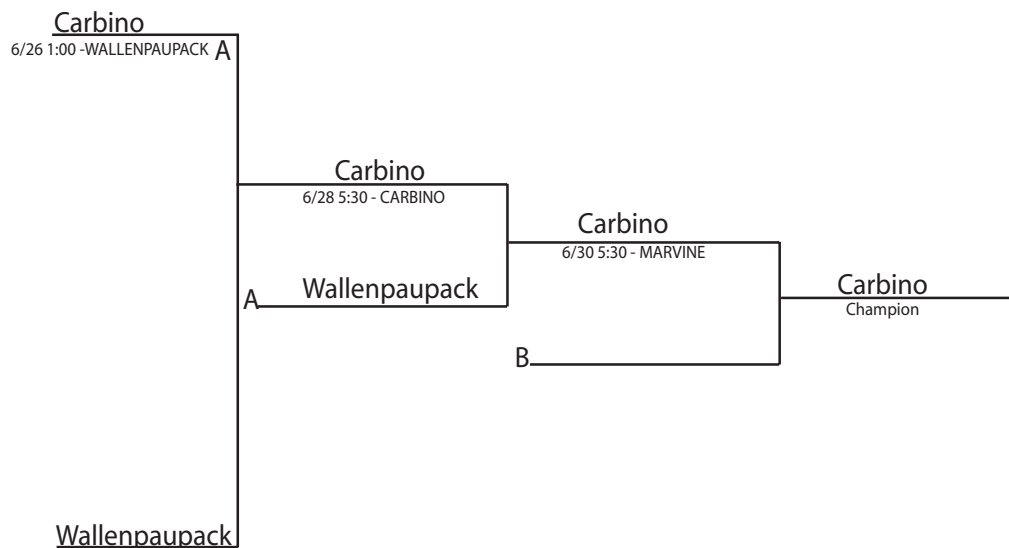 Carbino
6/26 1:00 -WALLENPAUPACK A
Carbino
6/28 5:30 - CARBINO
Carbino
6/30 5:30 - MARVINE
Carbino
Champion
A Wallenpaupack
B
Wallenpaupack